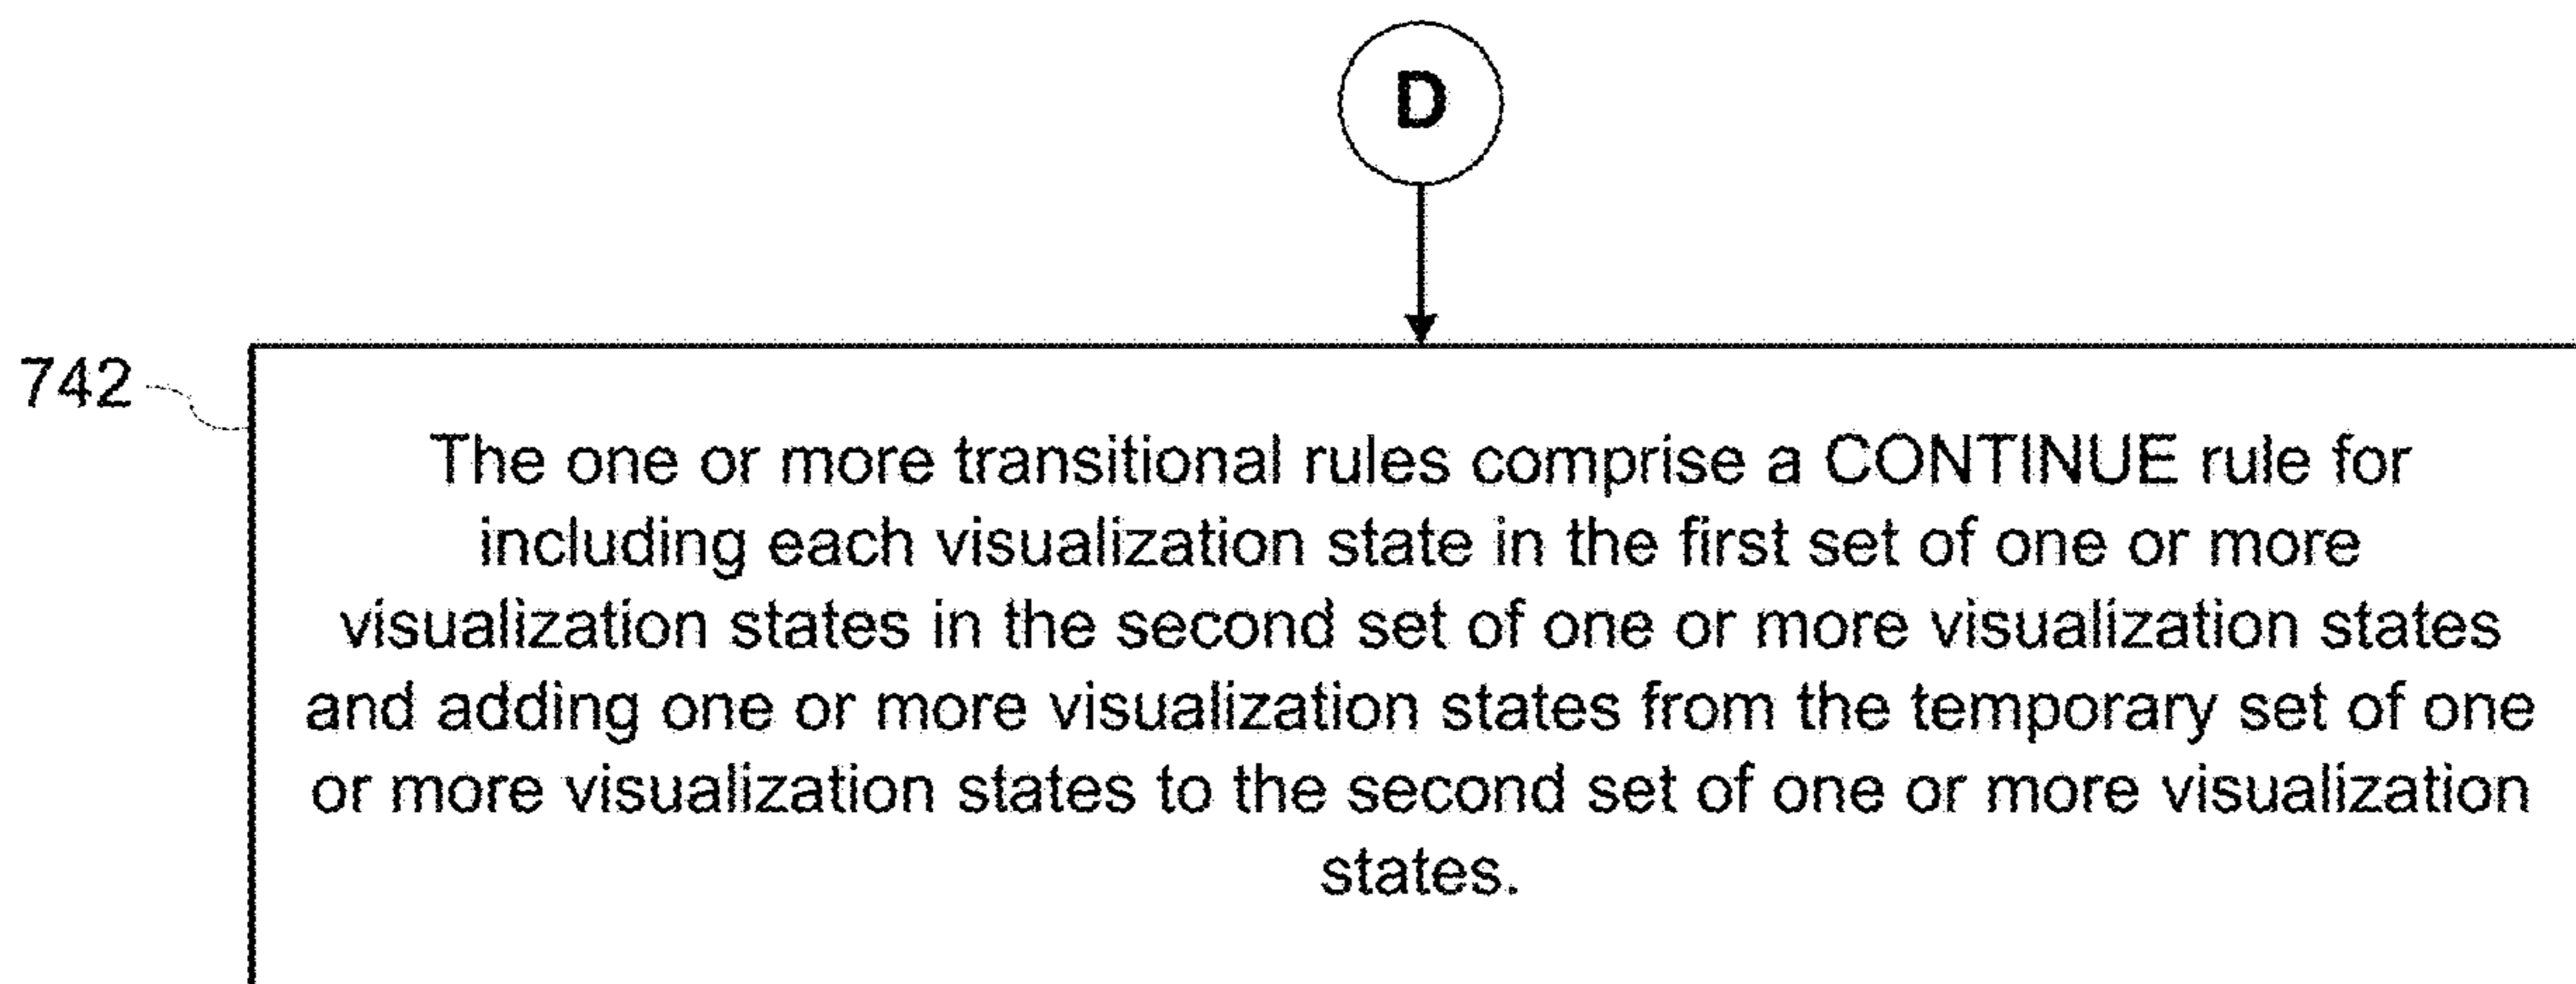 D
742
The one or more transitional rules comprise a CONTINUE rule for
including each visualization state in the first set of one or more
visualization states in the second set of one or more visualization states
and adding one or more visualization states from the temporary set of one
or more visualization states to the second set of one or more visualization
states.